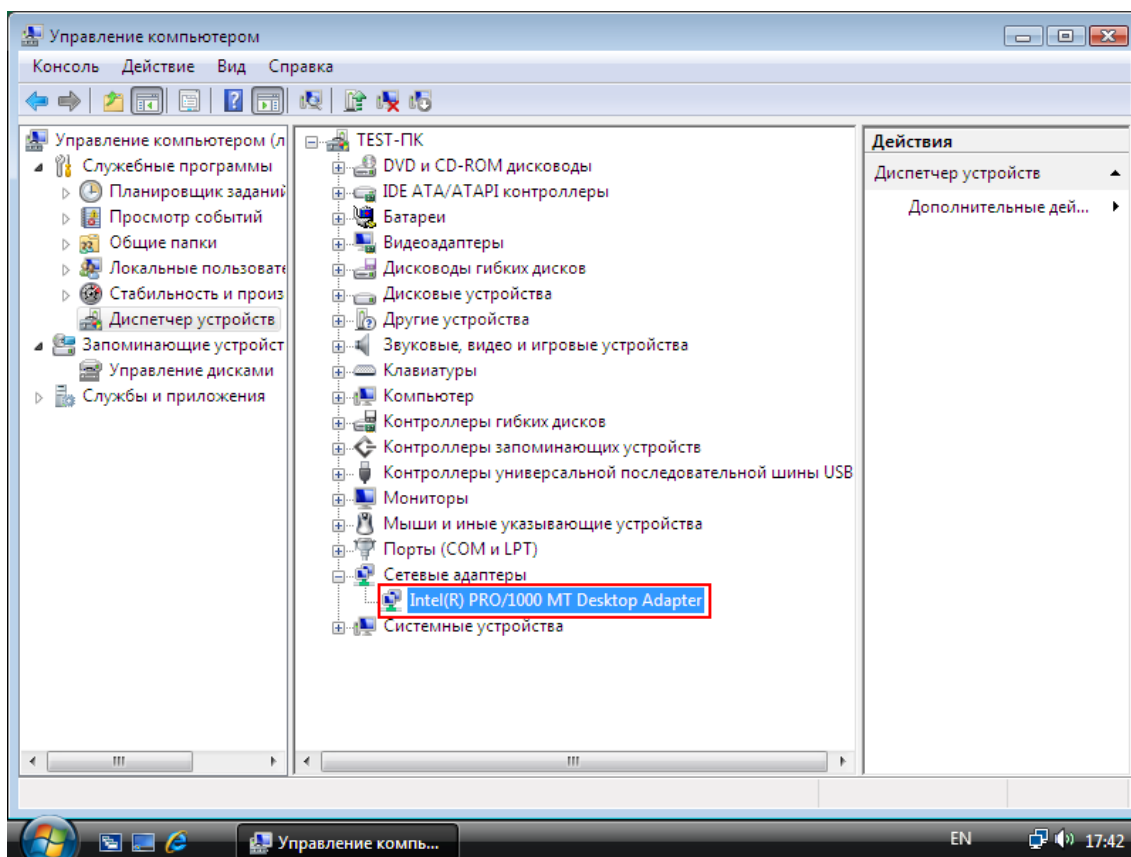 Управление компьютером
Консоль Действие Вид Справка
Управление компьютером (л
Служебные программы
Планировщик заданий
Просмотр событий
Общие папки
Локальные пользовате
Стабильность и произ
Диспетчер устройств
Запоминающие устройст
Управление дисками
Службы и приложения
TEST-ПК
DVD и CD-ROM дисководы
IDE ATA/ATAPI контроллеры
Батареи
Видеоадаптеры
Дисководы гибких дисков
Дисковые устройства
Другие устройства
Звуковые, видео и игровые устройства
Клавиатуры
Компьютер
Контроллеры гибких дисков
Контроллеры запоминающих устройств
Контроллеры универсальной последовательной шины USB
Мониторы
Мыши и иные указывающие устройства
Порты (COM и LPT)
Сетевые адаптеры
Intel(R) PRO/1000 MT Desktop Adapter
Системные устройства
Действия
Диспетчер устройств
Дополнительные дей...
Управление компь...
EN
17:42